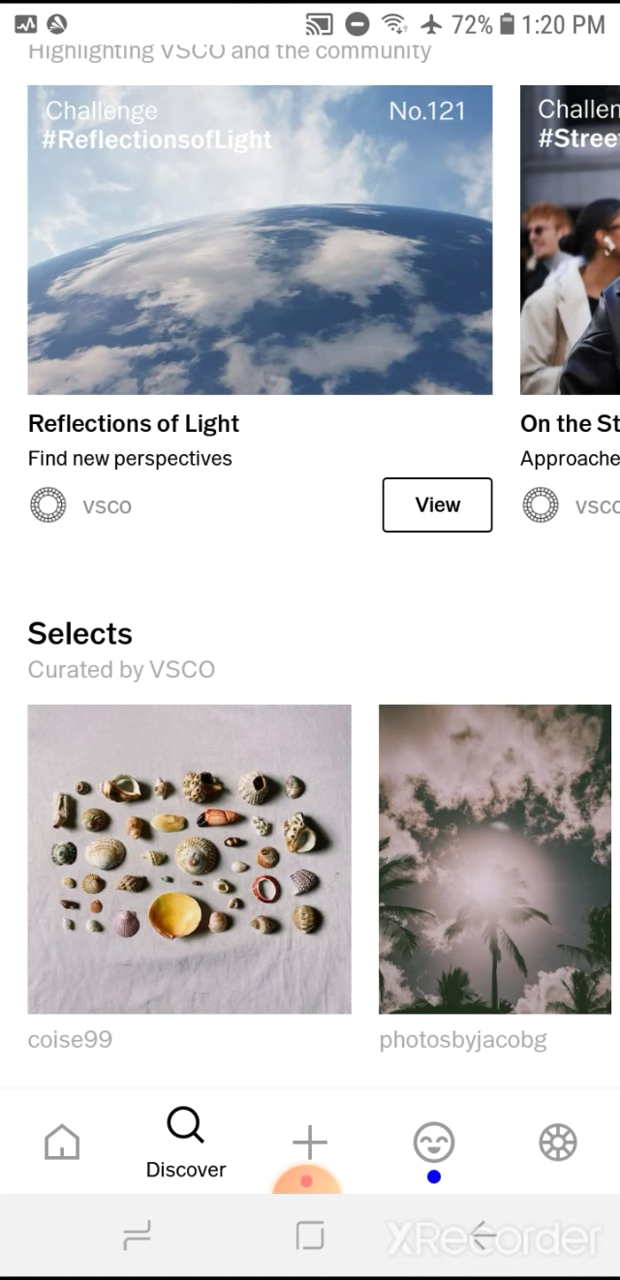 72% 1:20 PM
Highlighting VSCO and the community
Challenge No.121
#ReflectionsofLight
Challen
#Street
Reflections of Light
Find new perspectives
vsco
View
On the St
Approache
vsco
Selects
Curated by VSCO
coise99
photosbyjacobg
Discover
XRecorder